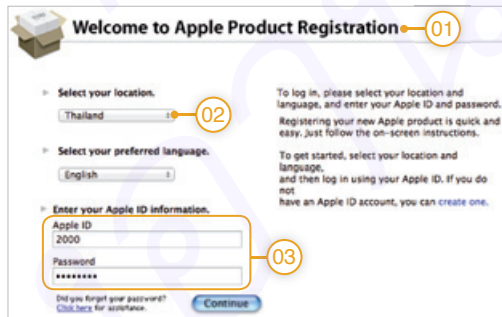 Welcome to Apple Product Registration
01
Select your location.
Thailand
02
Select your preferred language.
English
Enter your Apple ID information.
Apple ID
2000
Password
••••••••
03
Did you forget your password?
Click here for assistance.
Continue
To log in, please select your location and
language, and enter your Apple ID and password.
Registering your new Apple product is quick and
easy. Just follow the on-screen instructions.
To get started, select your location and
language,
and then log in using your Apple ID. If you do
not
have an Apple ID account, you can create one.